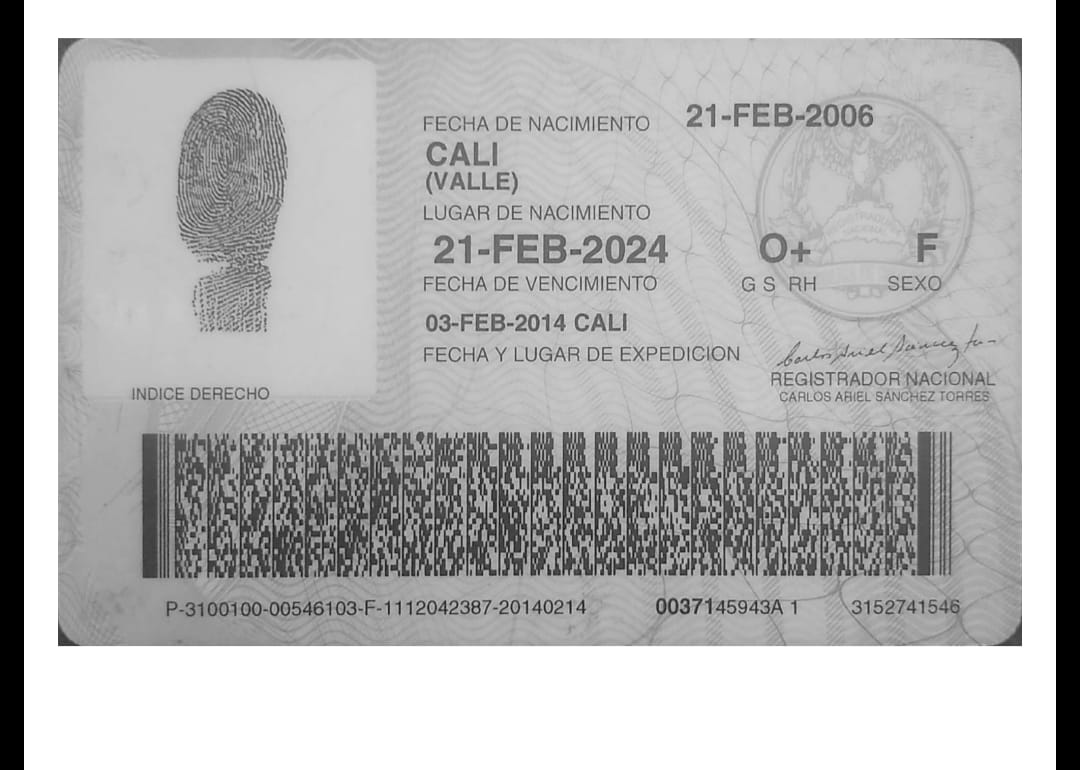 FECHA DE NACIMIENTO 21-FEB-2006
CALI
(VALLE)
LUGAR DE NACIMIENTO
21-FEB-2024 O+ F
FECHA DE VENCIMIENTO G S RH SEXO
03-FEB-2014 CALI
FECHA Y LUGAR DE EXPEDICION
REGISTRADOR NACIONAL
CARLOS ARIEL SÁNCHEZ TORRES
INDICE DERECHO
P-3100100-00546103-F-1112042387-20140214 0037145943A 1 3152741546